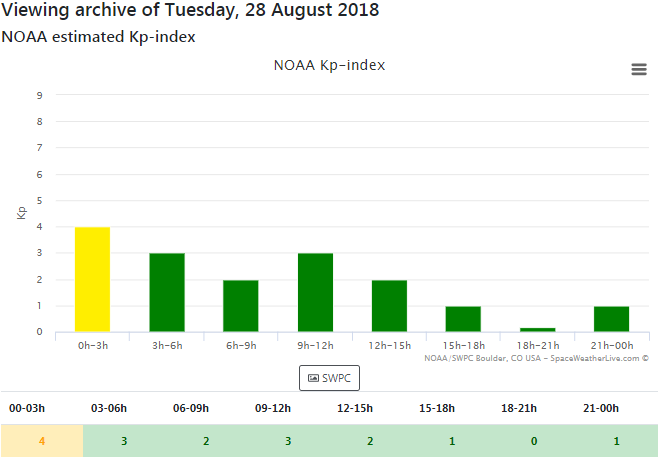 Viewing archive of Tuesday, 28 August 2018
NOAA estimated Kp-index
NOAA Kp-index
9
8
7
6
5
4
3
2
1
0
Kp
0h-3h 3h-6h 6h-9h 9h-12h 12h-15h 15h-18h 18h-21h 21h-00h
NOAA/SWPC Boulder, CO USA - SpaceWeatherLive.com ©
SWPC
00-03h 03-06h 06-09h 09-12h 12-15h 15-18h 18-21h 21-00h
4 3 2 3 2 1 0 1